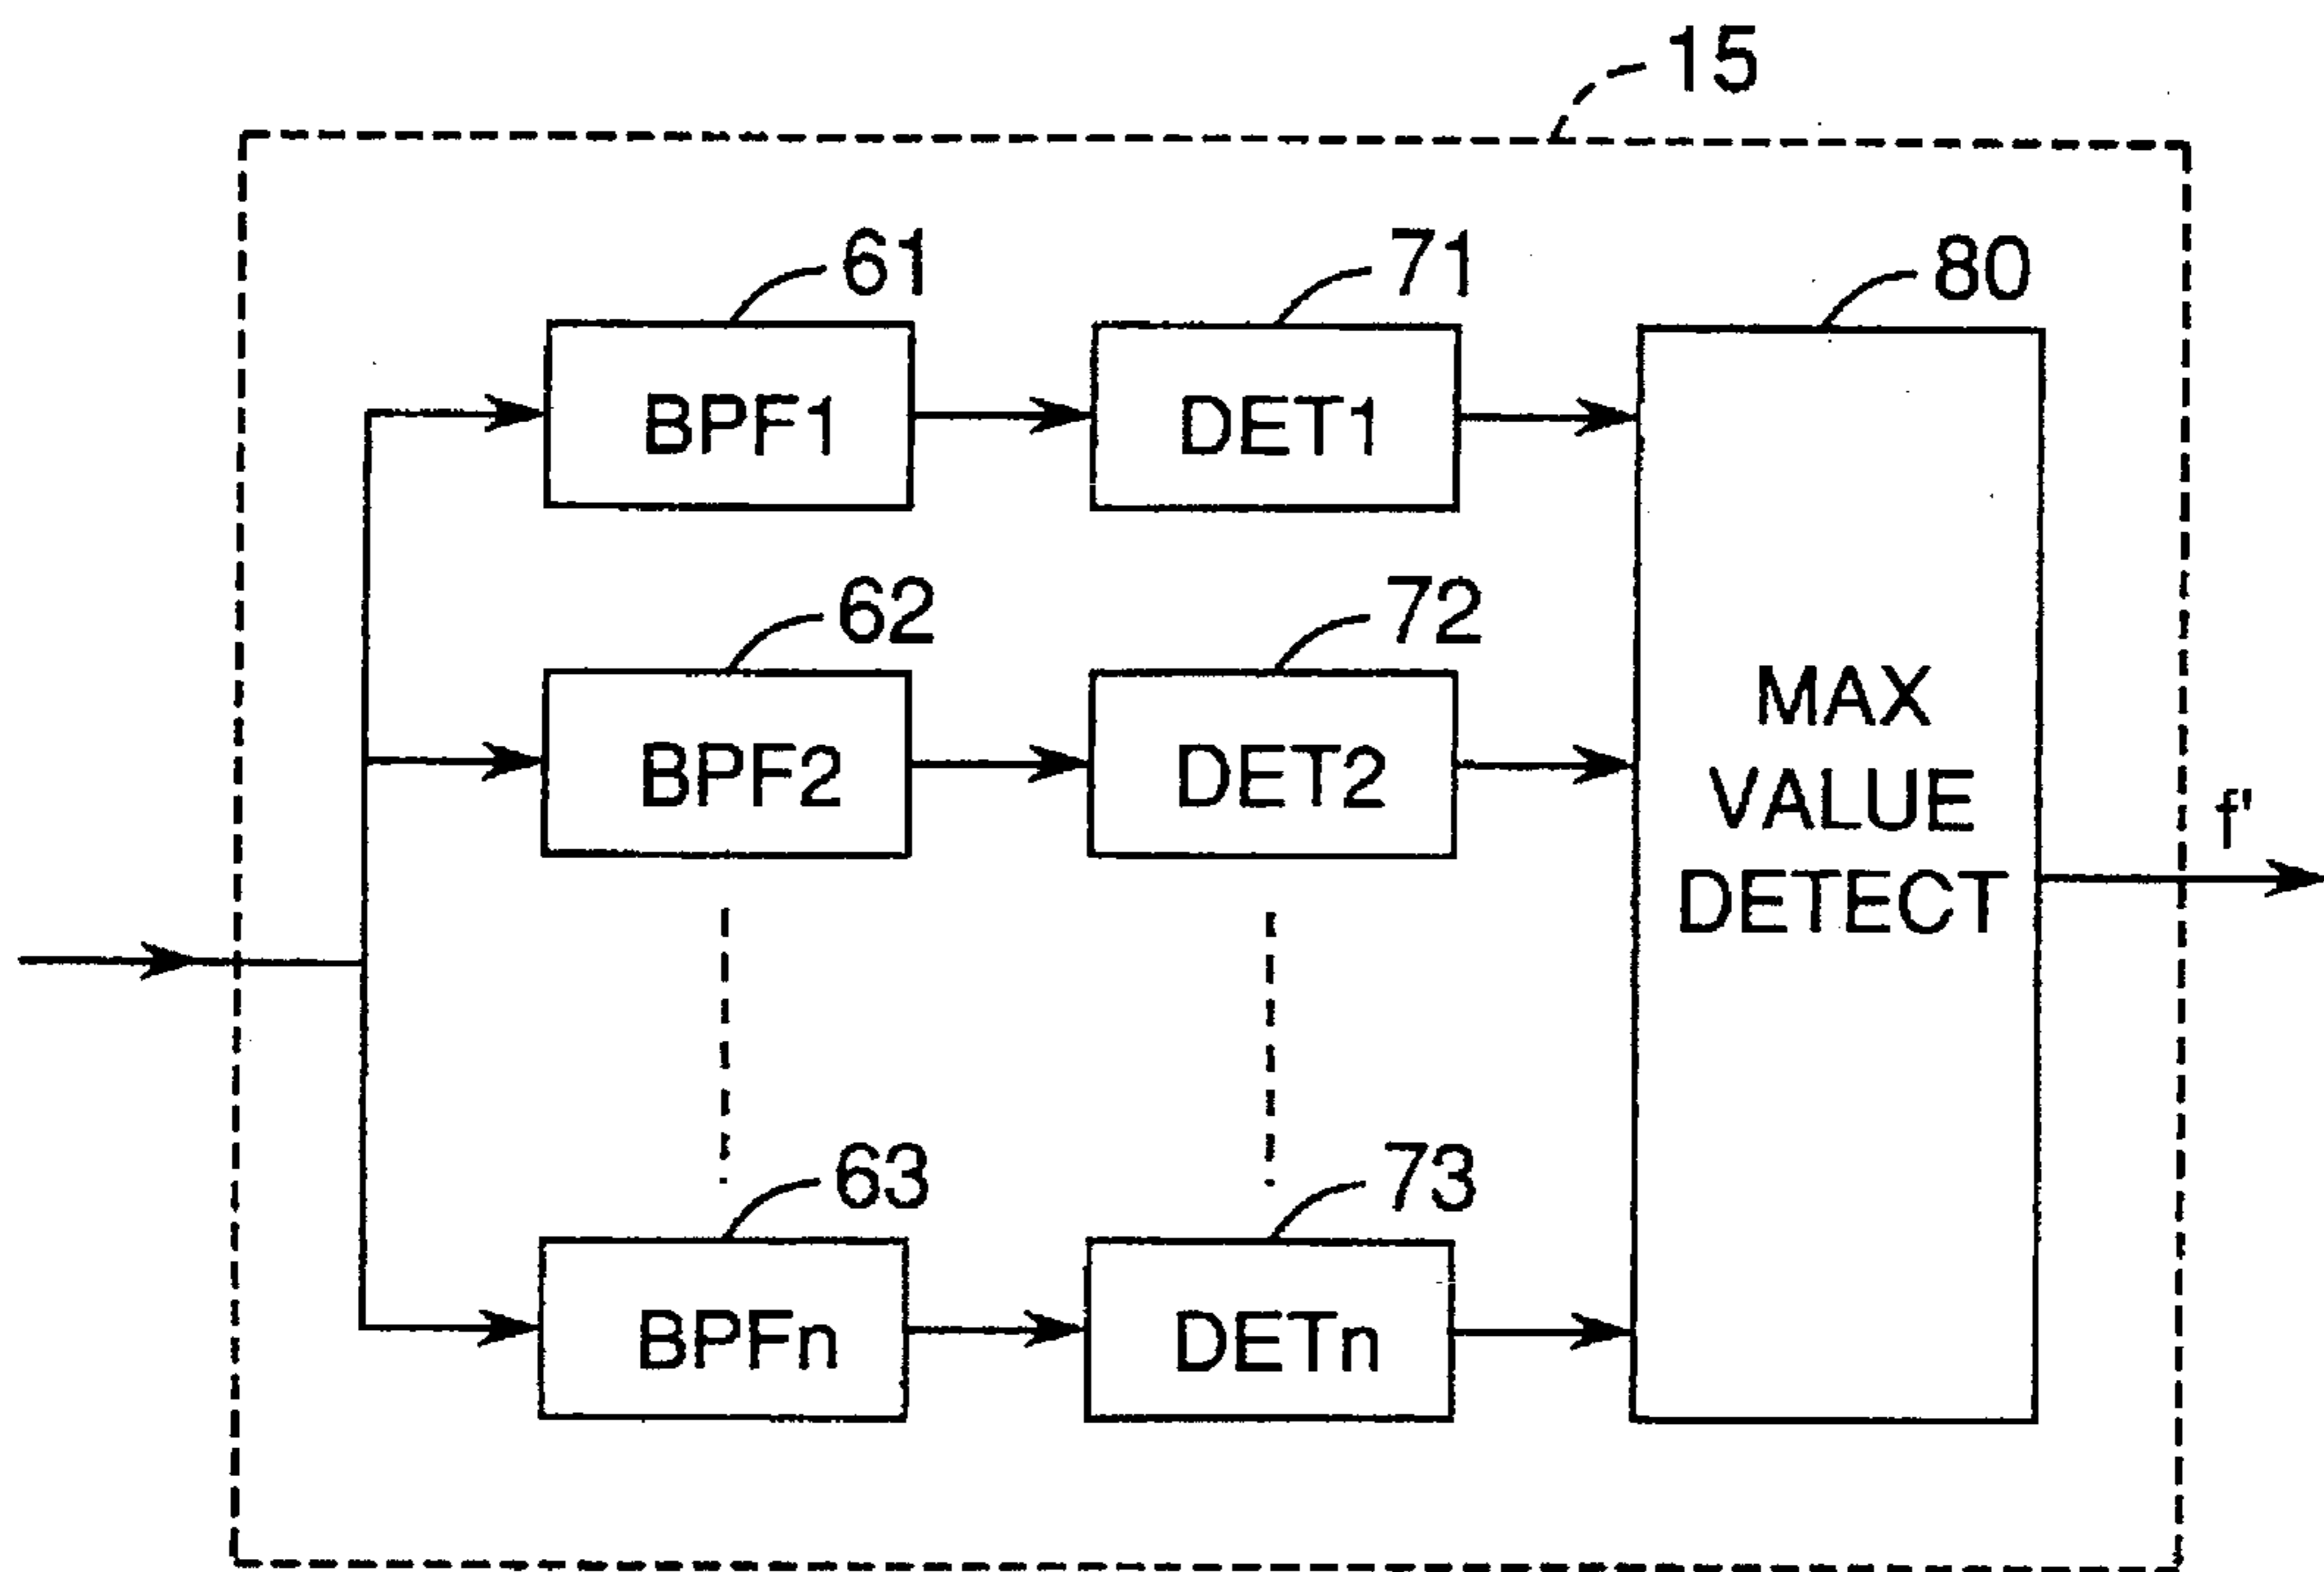 15
61
71
80
BPF1
DET1
62
72
BPF2
DET2
MAX
VALUE
DETECT
f'
63
73
BPFn
DETn